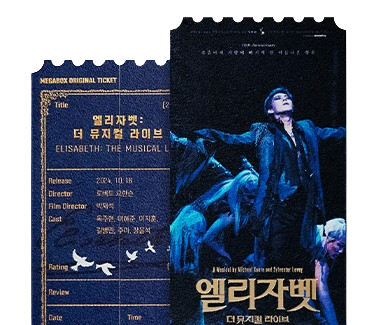 MEGABOX ORIGINAL TICKET
Title
엘리자벳:
더 뮤지컬 라이브
ELISABETH: THE MUSICAL L
Release 2024. 10. 16
Director 로버트 요한슨
Film Director 박재석
Cast 옥주현, 이해준, 이지훈,
길병민, 주아, 장윤석
Rating
Review
Date Time
10th Anniversary
A Musical by Michael Kunze and Sylvester Levay
엘리자벳
더 뮤지컬 라이브